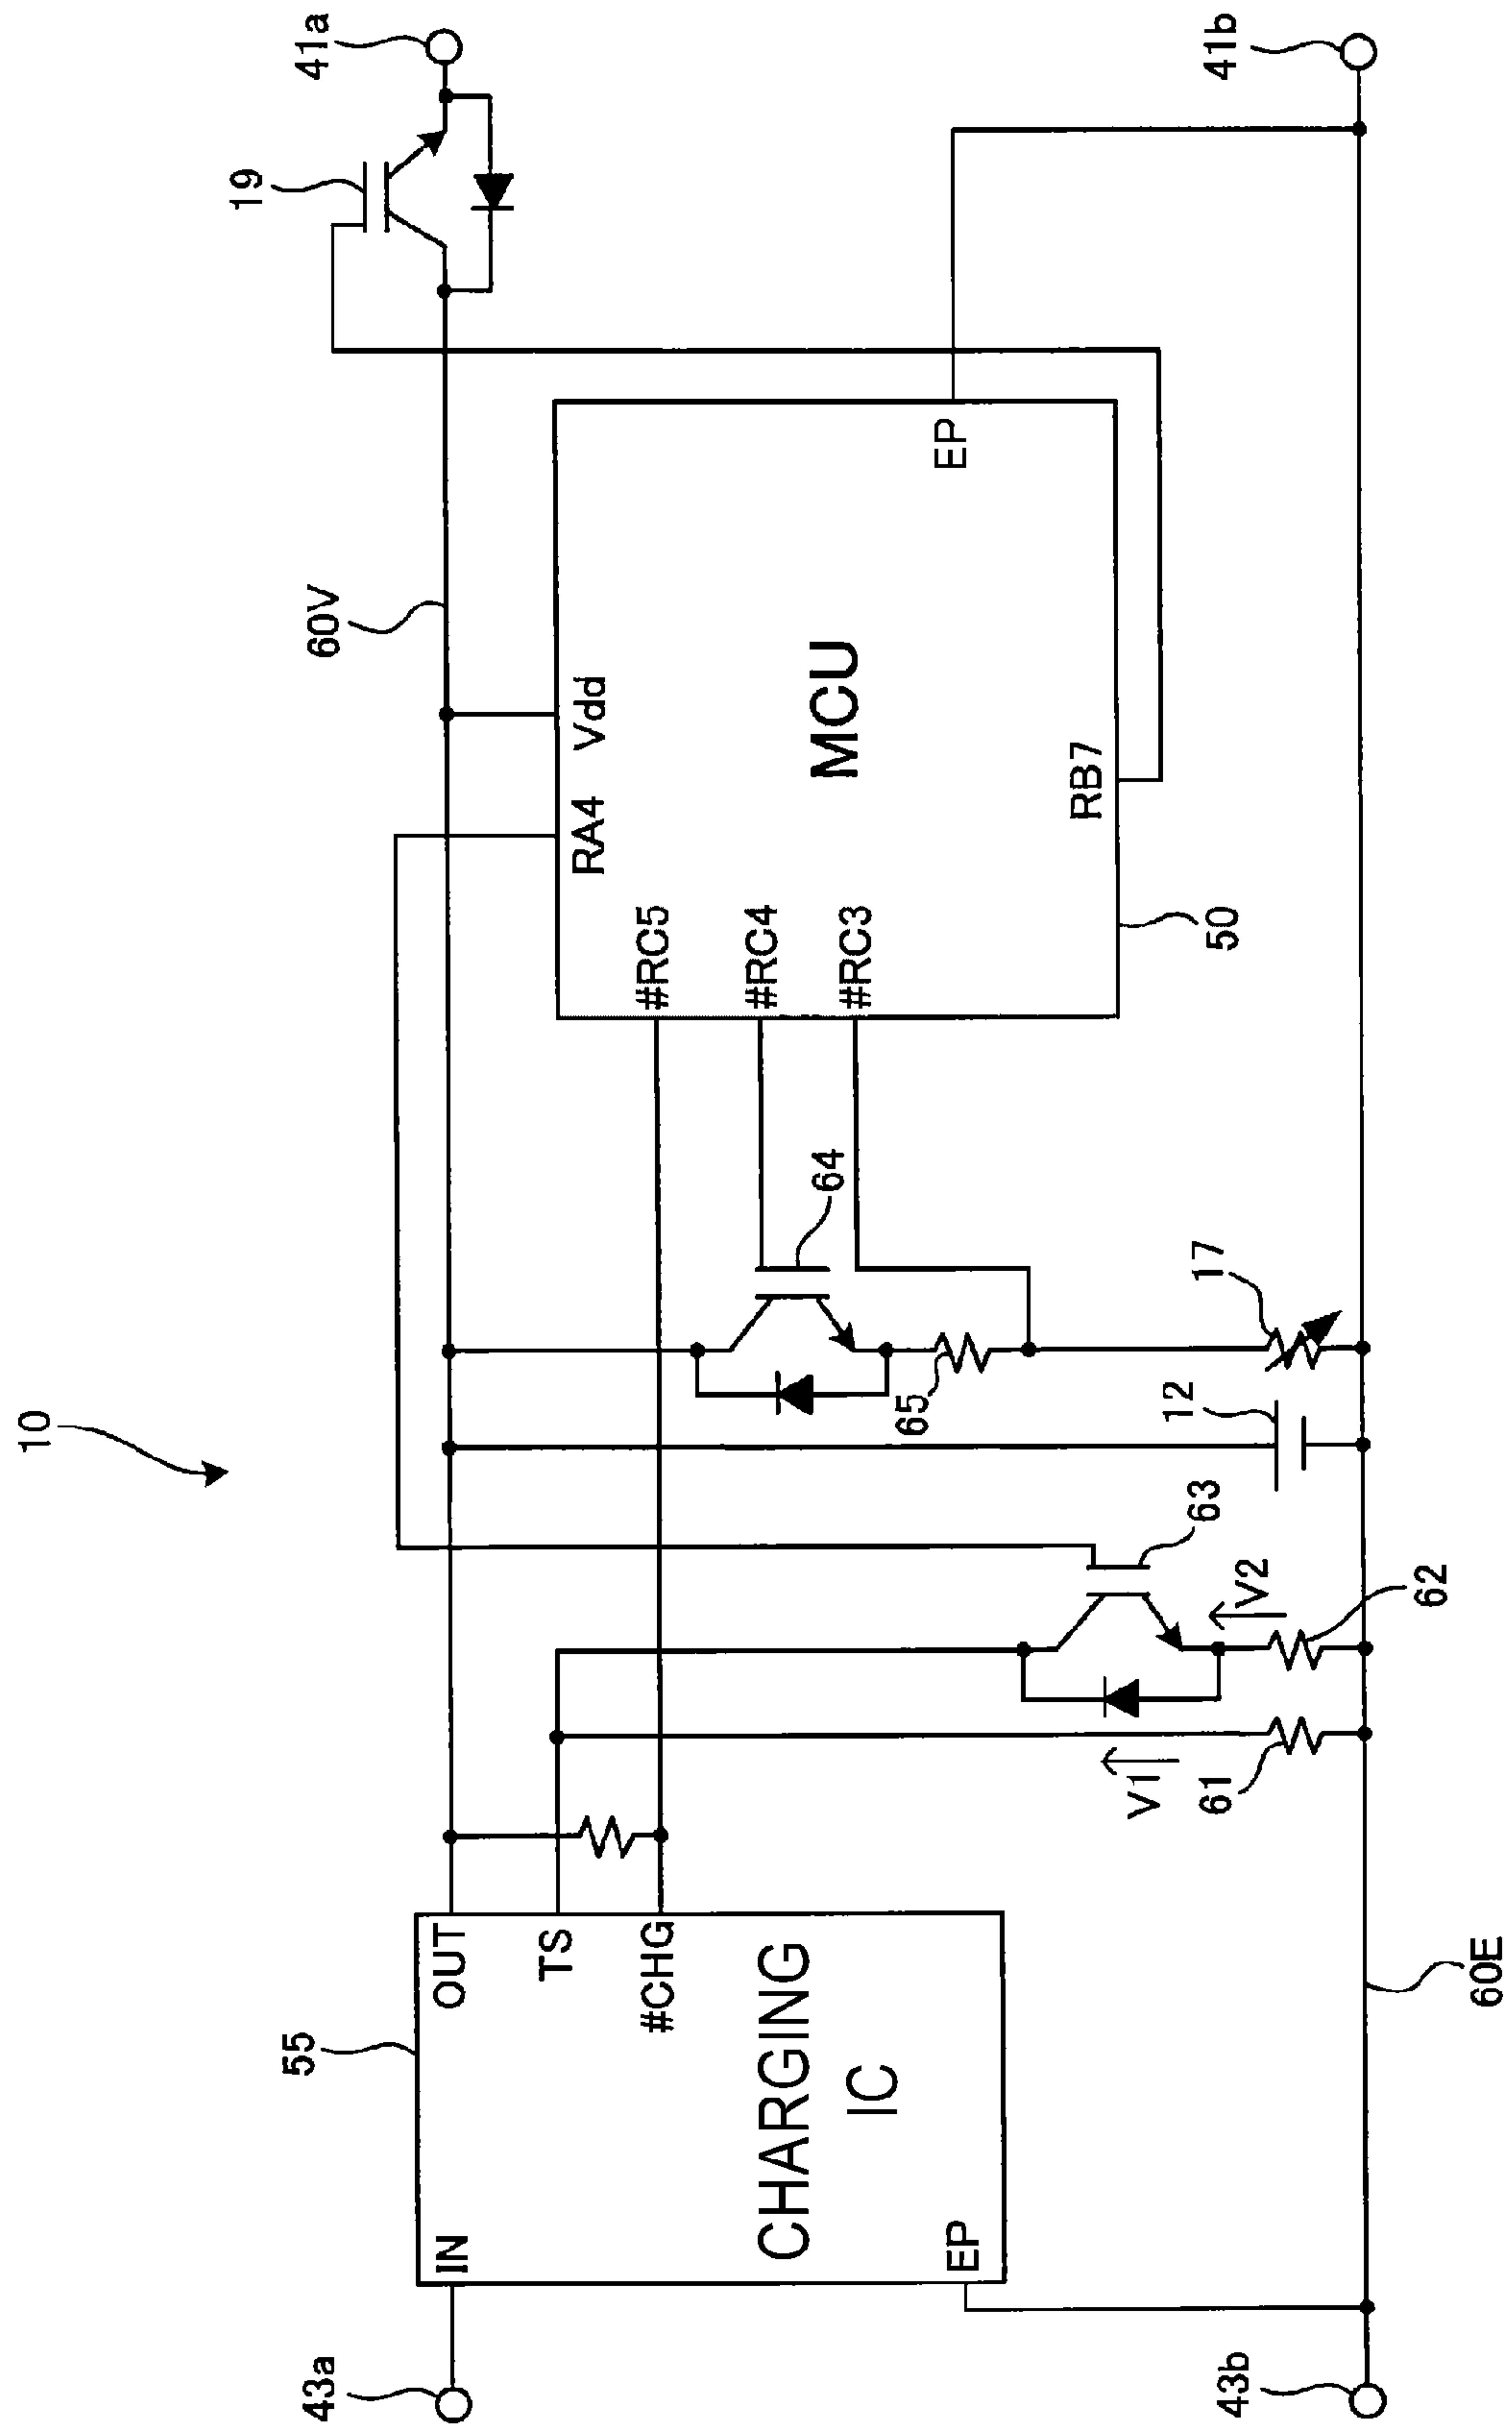 10
41a
19
60V
RA4
Vdd
#RC5
#RC4
#RC3
MCU
EP
RB7
50
64
65
17
12
63
V2
62
V1
61
55
OUT
TS
#CHG
IN
CHARGING
IC
EP
43a
43b
60E
41b